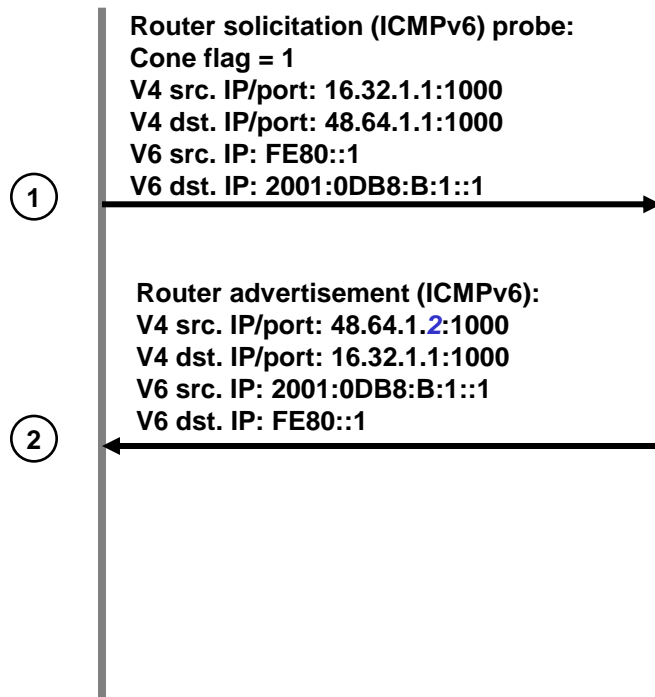 Router solicitation (ICMPv6) probe:
Cone flag = 1
V4 src. IP/port: 16.32.1.1:1000
V4 dst. IP/port: 48.64.1.1:1000
V6 src. IP: FE80::1
V6 dst. IP: 2001:0DB8:B:1::1
1
Router advertisement (ICMPv6):
V4 src. IP/port: 48.64.1.2:1000
V4 dst. IP/port: 16.32.1.1:1000
V6 src. IP: 2001:0DB8:B:1::1
V6 dst. IP: FE80::1
2